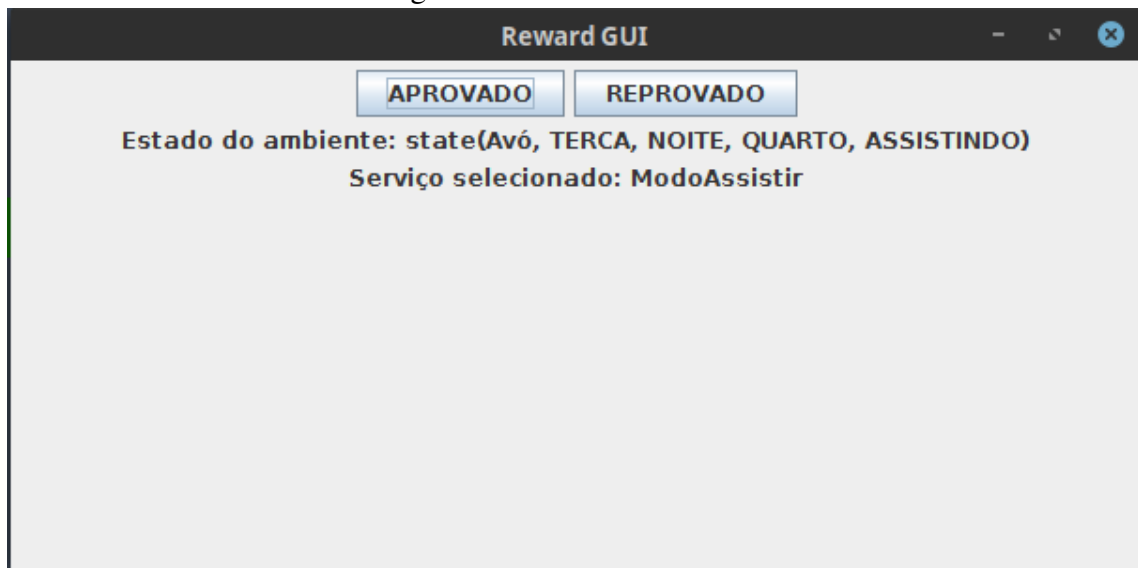 Reward GUI
APROVADO REPROVADO
Estado do ambiente: state(Avó, TERCA, NOITE, QUARTO, ASSISTINDO)
Serviço selecionado: ModoAssistir